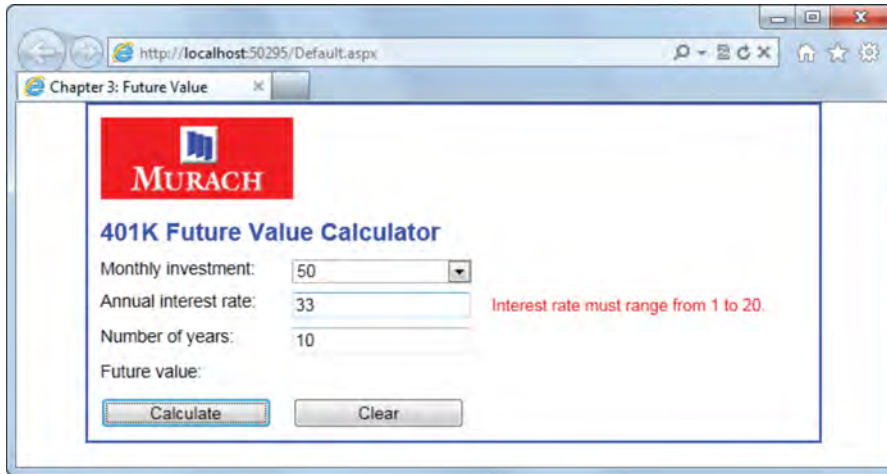 http://localhost:50295/Default.aspx
Chapter 3: Future Value
MURACH
401K Future Value Calculator
Monthly investment: 50
Annual interest rate: 33 Interest rate must range from 1 to 20.
Number of years: 10
Future value:
Calculate Clear